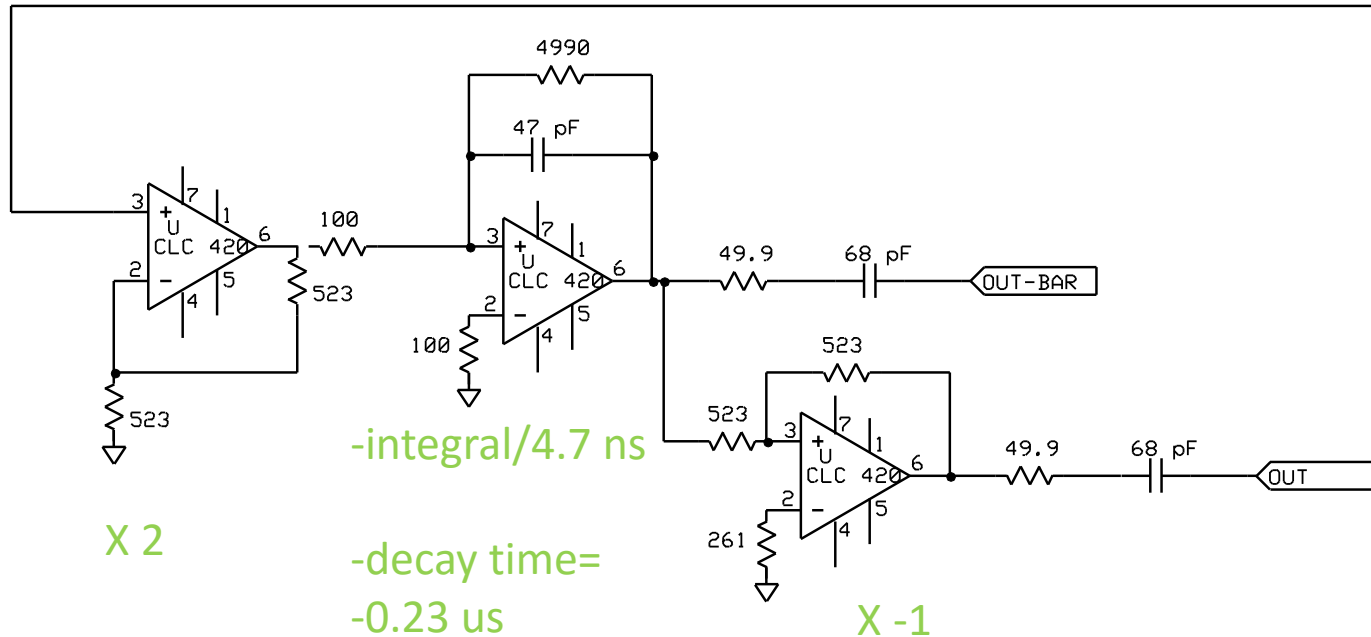 4990
47 pF
3
+
7
1
U
CLC 420
6
2
-
5
4
523
523
100
3
+
7
1
U
CLC 420
6
2
-
5
4
100
49.9
68 pF
OUT-BAR
523
523
3
+
7
1
U
CLC 420
6
2
-
5
4
261
49.9
68 pF
OUT
-integral/4.7 ns
X 2
-decay time=
-0.23 us
X -1